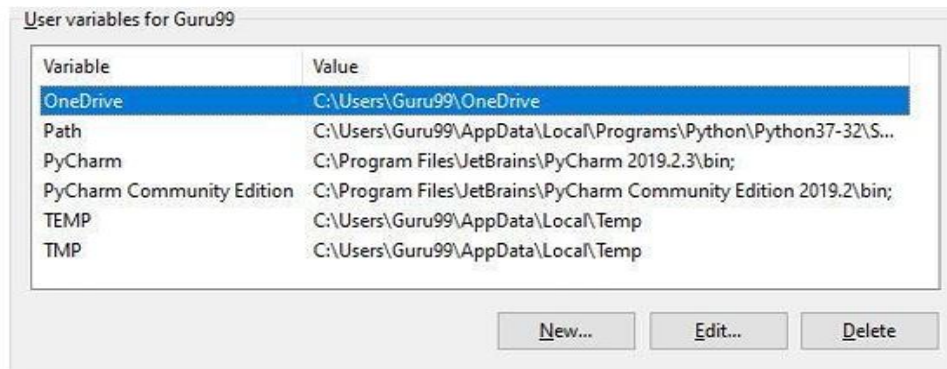 User variables for Guru99
Variable Value
OneDrive C:\Users\Guru99\OneDrive
Path C:\Users\Guru99\AppData\Local\Programs\Python\Python37-32\S...
PyCharm C:\Program Files\JetBrains\PyCharm 2019.2.3\bin;
PyCharm Community Edition C:\Program Files\JetBrains\PyCharm Community Edition 2019.2\bin;
TEMP C:\Users\Guru99\AppData\Local\Temp
TMP C:\Users\Guru99\AppData\Local\Temp
New... Edit... Delete